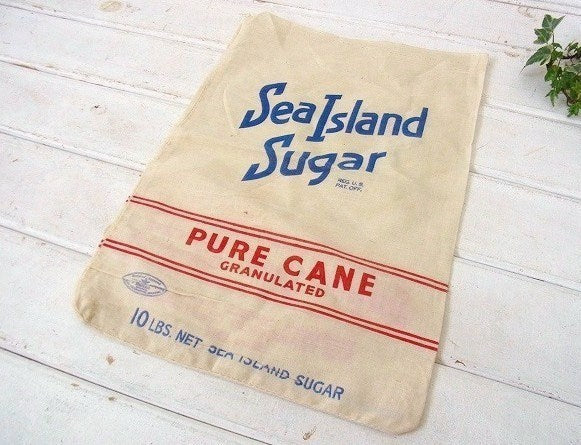 Sea Island
Sugar
REG. U.S.
PAT. OFF.
PURE CANE
GRANULATED
10 LBS. NET SEA ISLAND SUGAR